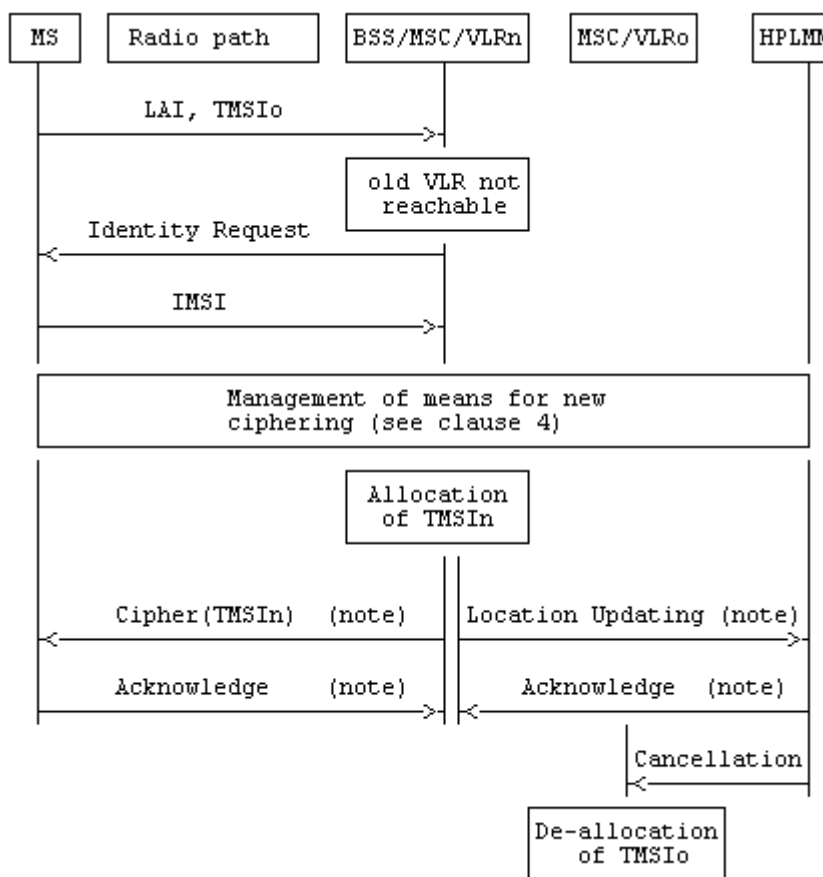 MS Radio path BSS/MSC/VLRn MSC/VLRo HPLMN
LAI, TMSIo
old VLR not
reachable
Identity Request
IMSI
Management of means for new
ciphering (see clause 4)
Allocation
of TMSIn
Cipher(TMSIn) (note) Location Updating (note)
Acknowledge (note) Acknowledge (note)
Cancellation
De-allocation
of TMSIo